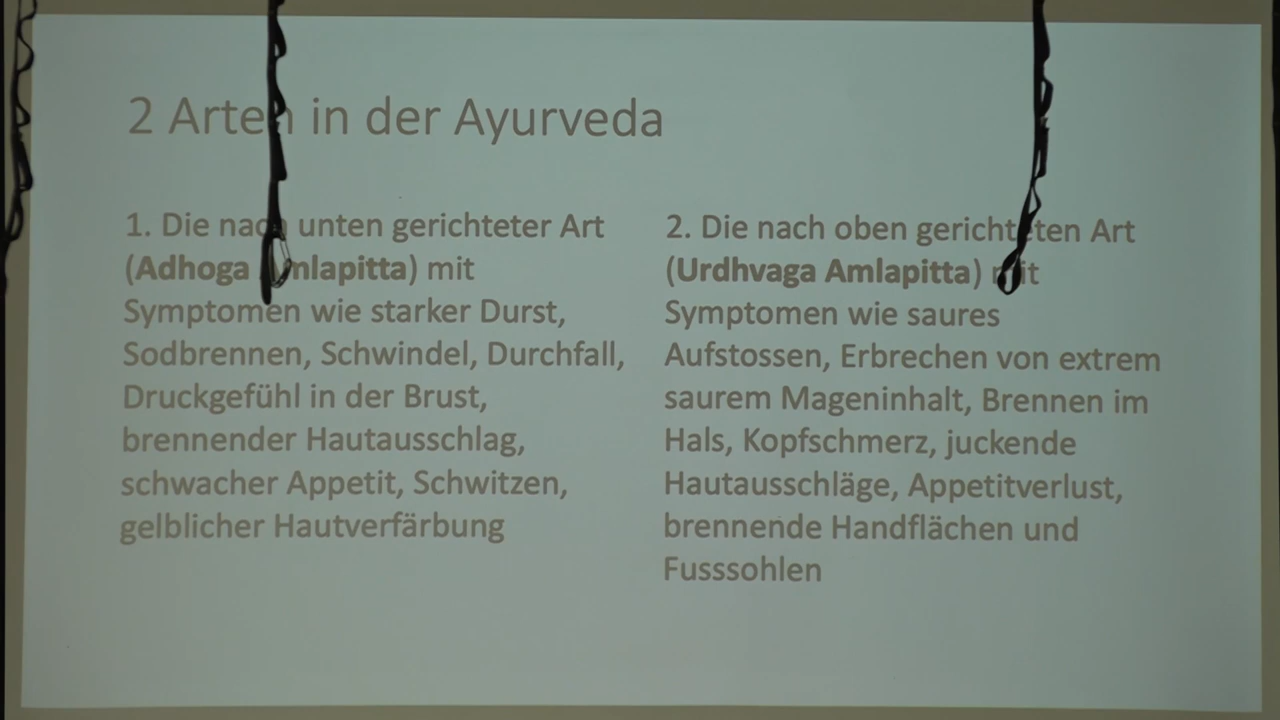 2 Arten in der Ayurveda
1. Die nach unten gerichteter Art
(Adhoga Amlapitta) mit
Symptomen wie starker Durst,
Sodbrennen, Schwindel, Durchfall,
Druckgefühl in der Brust,
brennender Hautausschlag,
schwacher Appetit, Schwitzen,
gelblicher Hautverfärbung
2. Die nach oben gerichteten Art
(Urdhvaga Amlapitta) mit
Symptomen wie saures
Aufstossen, Erbrechen von extrem
saurem Mageninhalt, Brennen im
Hals, Kopfschmerz, juckende
Hautausschläge, Appetitverlust,
brennende Handflächen und
Fusssohlen